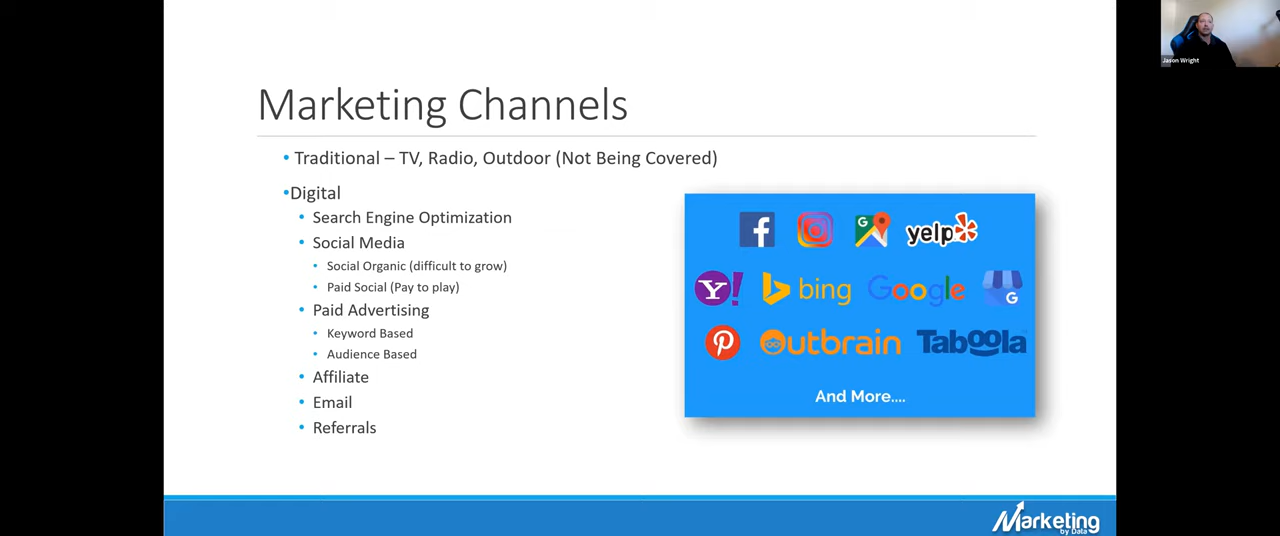 Jason Wright
Marketing Channels
• Traditional – TV, Radio, Outdoor (Not Being Covered)
•Digital
• Search Engine Optimization
• Social Media
• Social Organic (difficult to grow)
• Paid Social (Pay to play)
• Paid Advertising
• Keyword Based
• Audience Based
• Affiliate
• Email
• Referrals
f
G yelp
Y! bing Google G
P Outbrain Taboola
And More....
Marketing
by Data